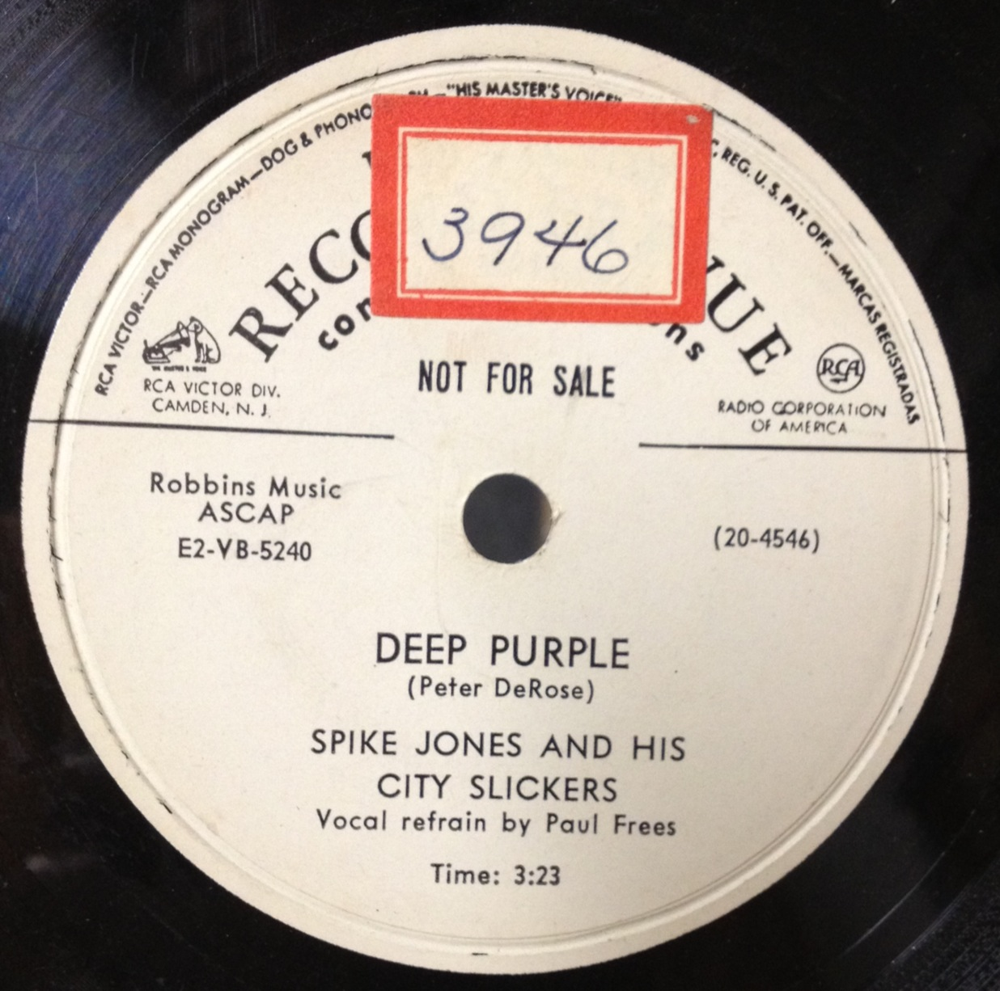 RCA VICTOR—RCA MONOGRAM—DOG & PHONO — "HIS MASTER'S VOICE" REG. U. S. PAT. OFF.—MARCAS REGISTRADAS
3946
NOT FOR SALE
RCA VICTOR DIV.
CAMDEN, N. J.
RCA
RADIO CORPORATION
OF AMERICA
Robbins Music
ASCAP
E2-VB-5240
(20-4546)
DEEP PURPLE
(Peter DeRose)
SPIKE JONES AND HIS
CITY SLICKERS
Vocal refrain by Paul Frees
Time: 3:23